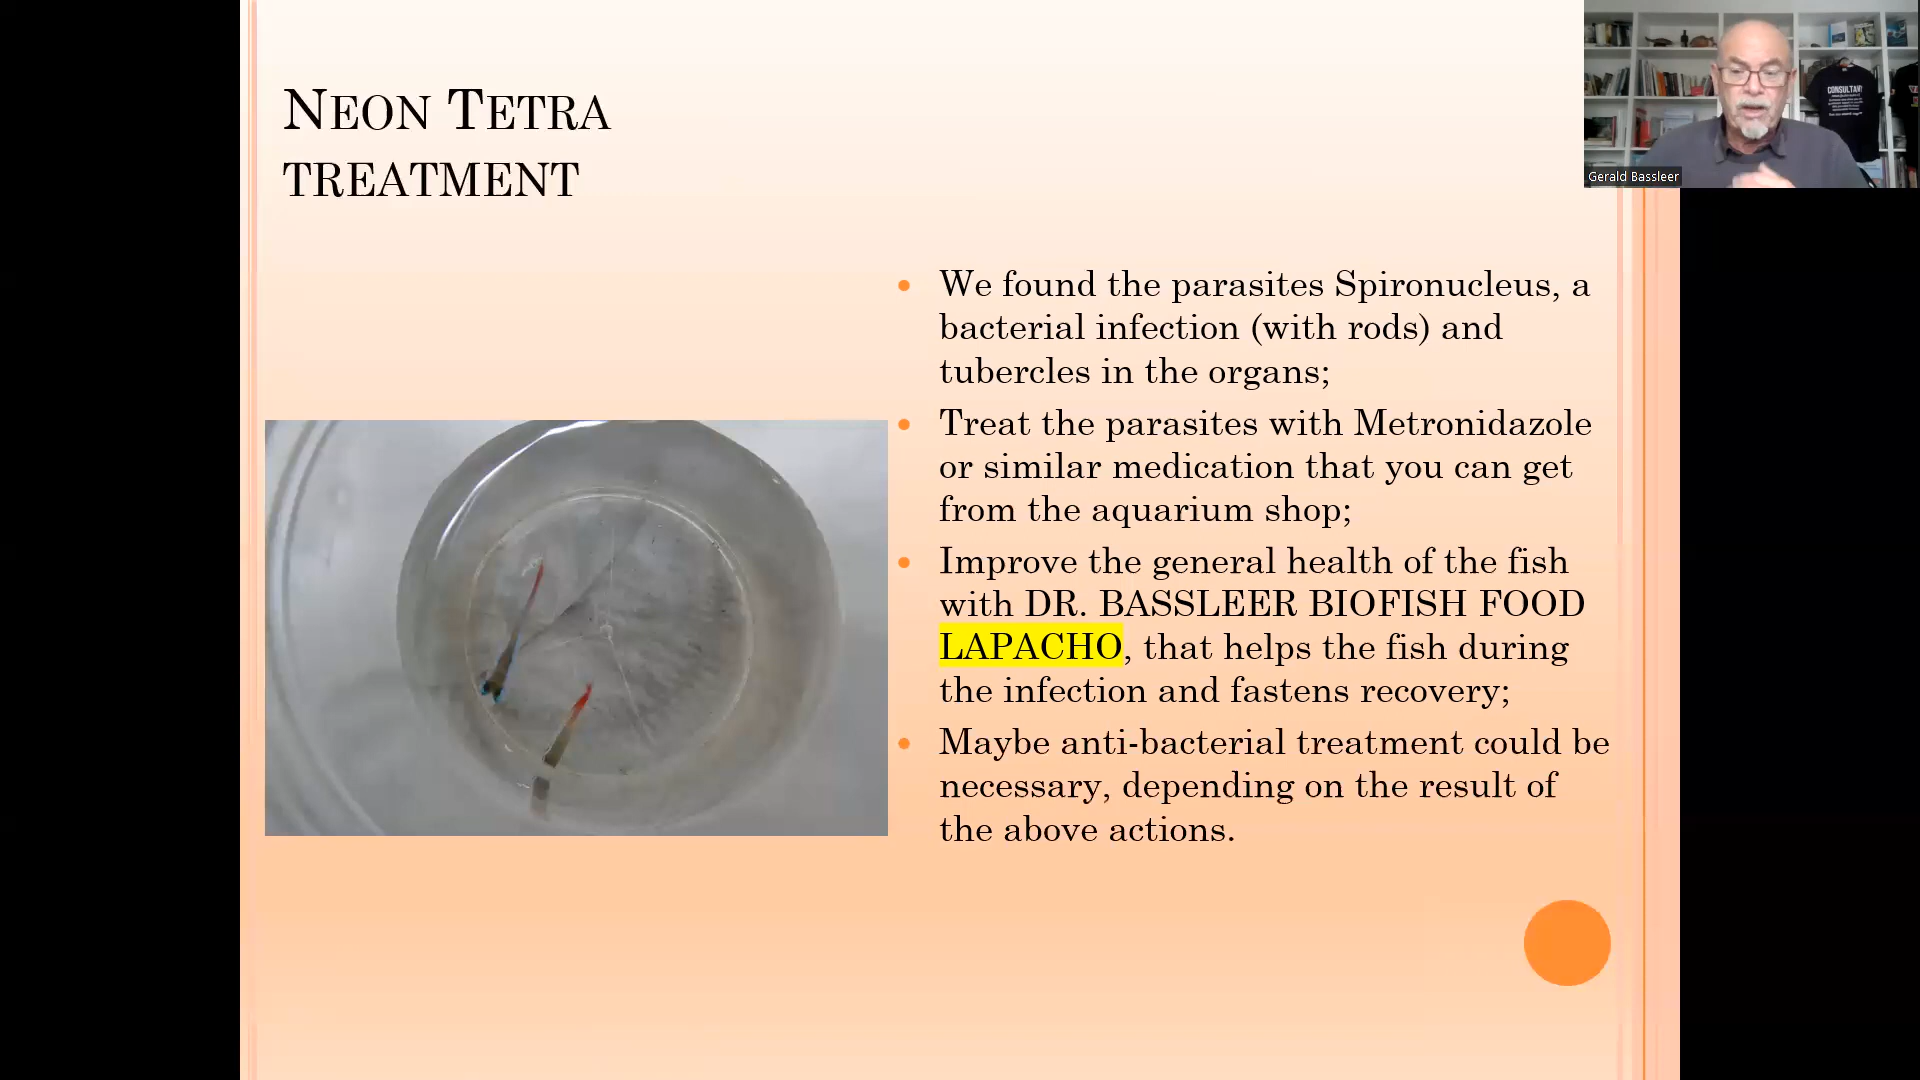 Neon Tetra
treatment
We found the parasites Spironucleus, a
bacterial infection (with rods) and
tubercles in the organs;
Treat the parasites with Metronidazole
or similar medication that you can get
from the aquarium shop;
Improve the general health of the fish
with DR. BASSLEER BIOFISH FOOD
LAPACHO, that helps the fish during
the infection and fastens recovery;
Maybe anti-bacterial treatment could be
necessary, depending on the result of
the above actions.
CONSULTANT
Gerald Bassleer